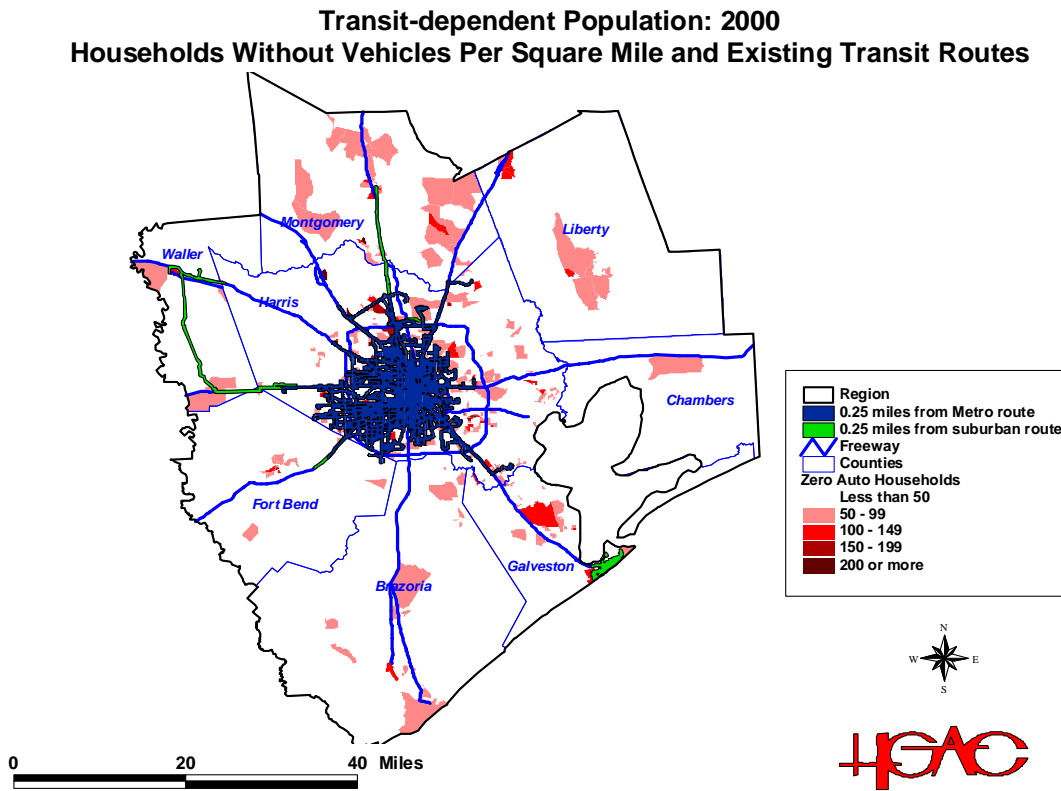 Transit-dependent Population: 2000
Households Without Vehicles Per Square Mile and Existing Transit Routes
Montgomery
Liberty
Waller
Harris
Chambers
Region
0.25 miles from Metro route
0.25 miles from suburban route
Freeway
Counties
Zero Auto Households
Less than 50
50 - 99
100 - 149
150 - 199
200 or more
Fort Bend
Galveston
Brazoria
N
W E
S
0 20 40 Miles
HGAC